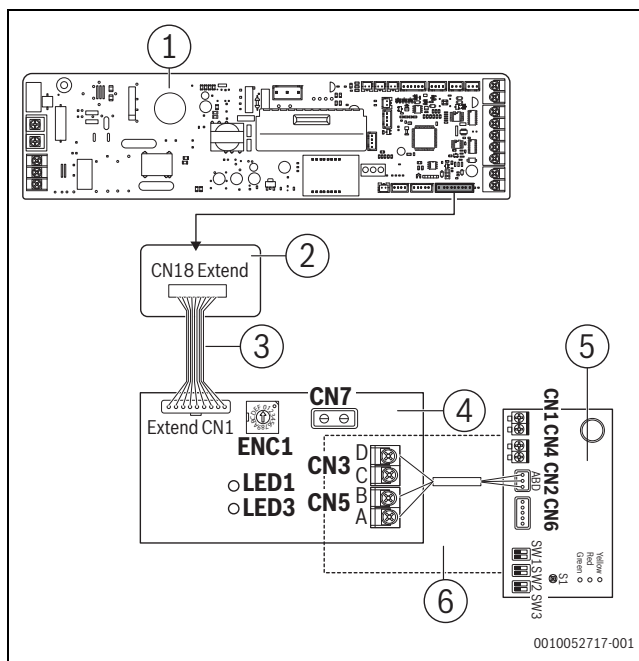 1
CN18 Extend
2
3
5
CN7
4
Extend CN1
ENC1
CN3
D
C
CN5
B
A
LED1
LED3
CN1
CN4
CN2
ABD
CN6
SW1
SW2
SW3
S1
Yellow
Red
Green
6
0010052717-001